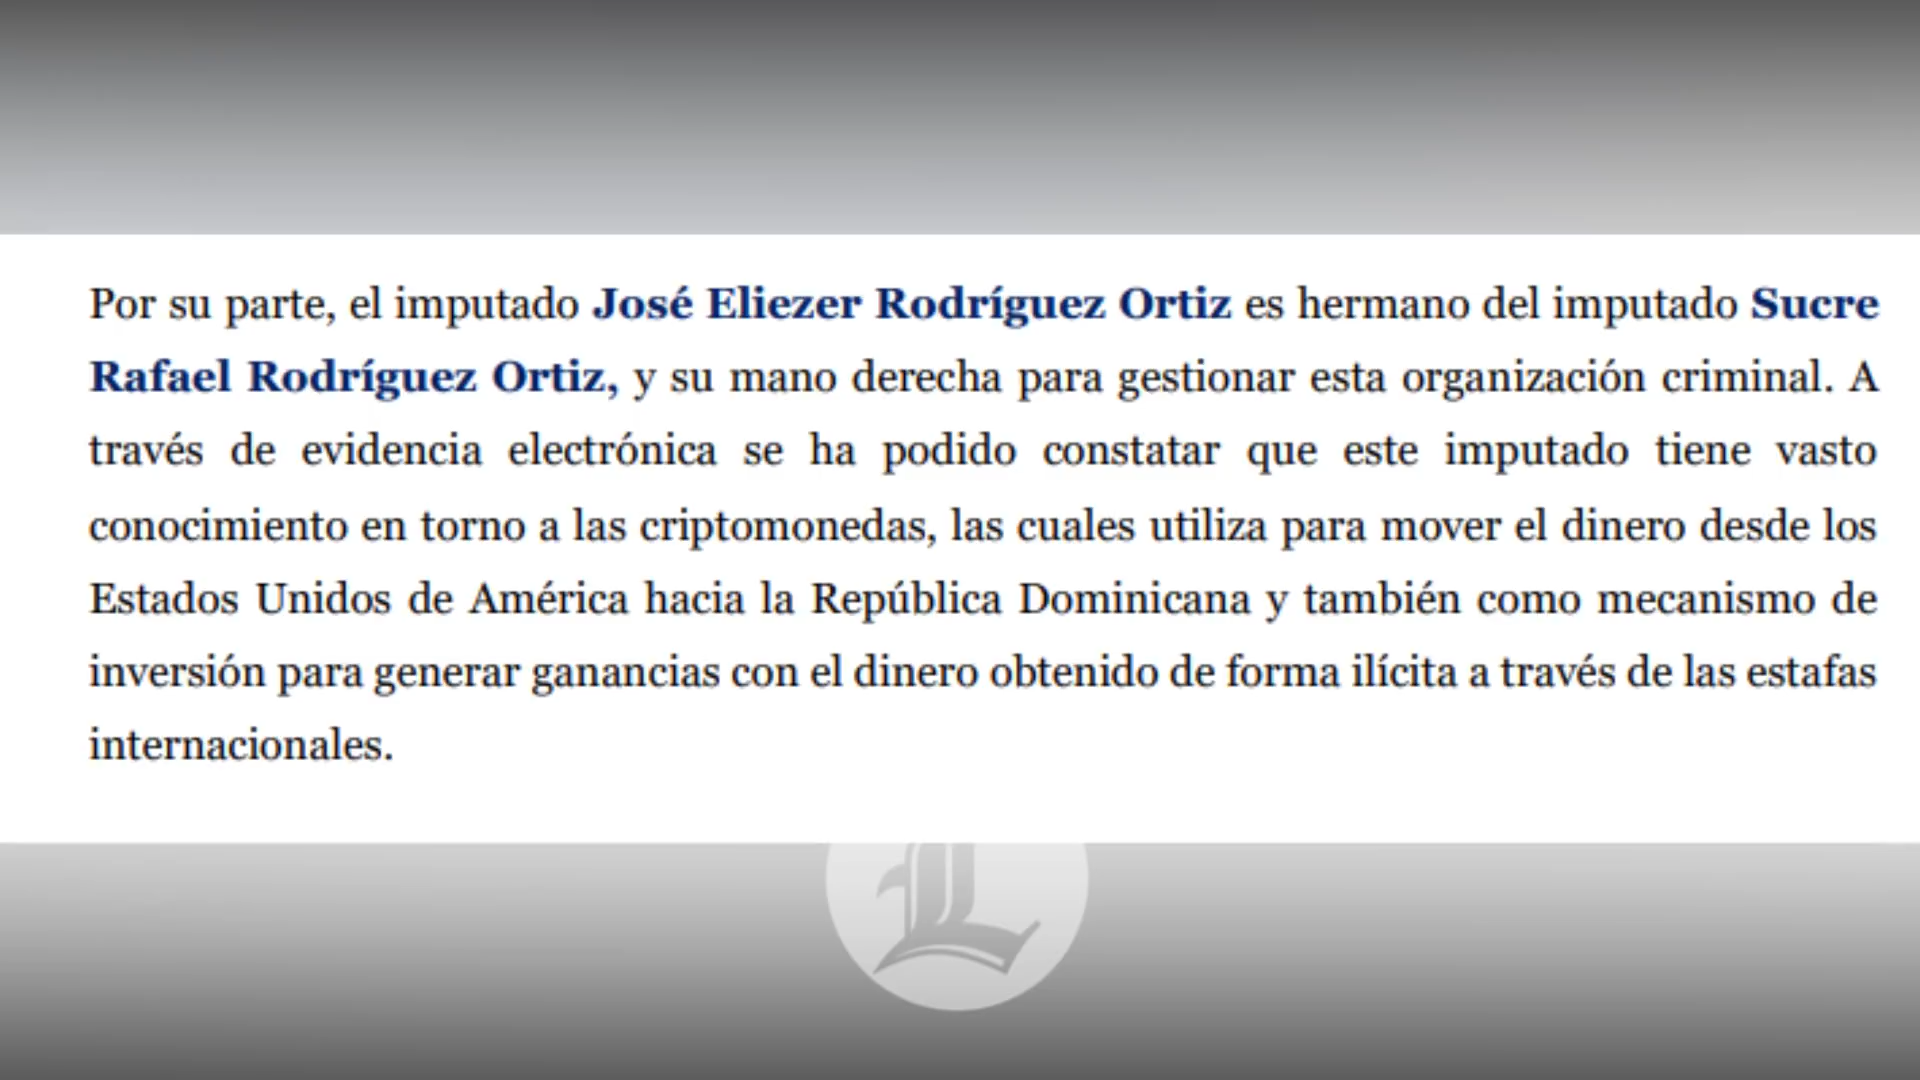 Por su parte, el imputado José Eliezer Rodríguez Ortiz es hermano del imputado Sucre
Rafael Rodríguez Ortiz, y su mano derecha para gestionar esta organización criminal. A
través de evidencia electrónica se ha podido constatar que este imputado tiene vasto
conocimiento en torno a las criptomonedas, las cuales utiliza para mover el dinero desde los
Estados Unidos de América hacia la República Dominicana y también como mecanismo de
inversión para generar ganancias con el dinero obtenido de forma ilícita a través de las estafas
internacionales.
L